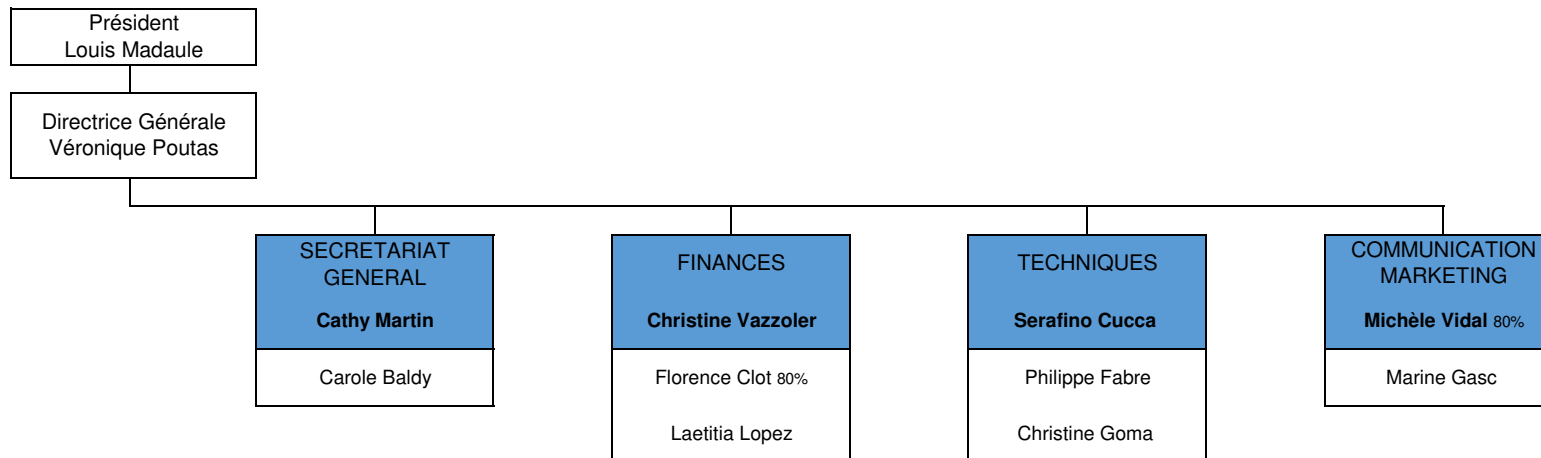 Président
Louis Madaule
Directrice Générale
Véronique Poutas
SECRETARIAT
GENERAL
Cathy Martin
Carole Baldy
FINANCES
Christine Vazzoler
Florence Clot 80%
Laetitia Lopez
TECHNIQUES
Serafino Cucca
Philippe Fabre
Christine Goma
COMMUNICATION
MARKETING
Michèle Vidal 80%
Marine Gasc